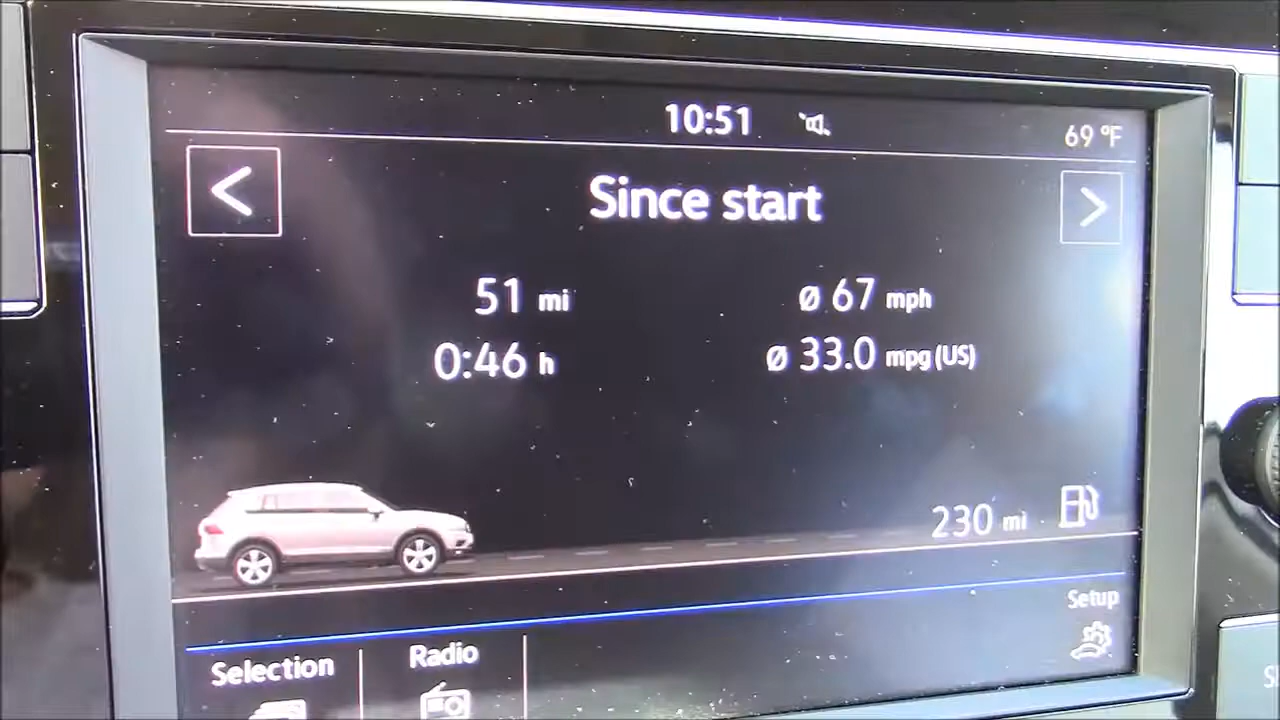 10:51
69 °F
<
Since start
>
51 mi
ø 67 mph
0:46 h
ø 33.0 mpg (US)
230 mi
Setup
Selection
Radio